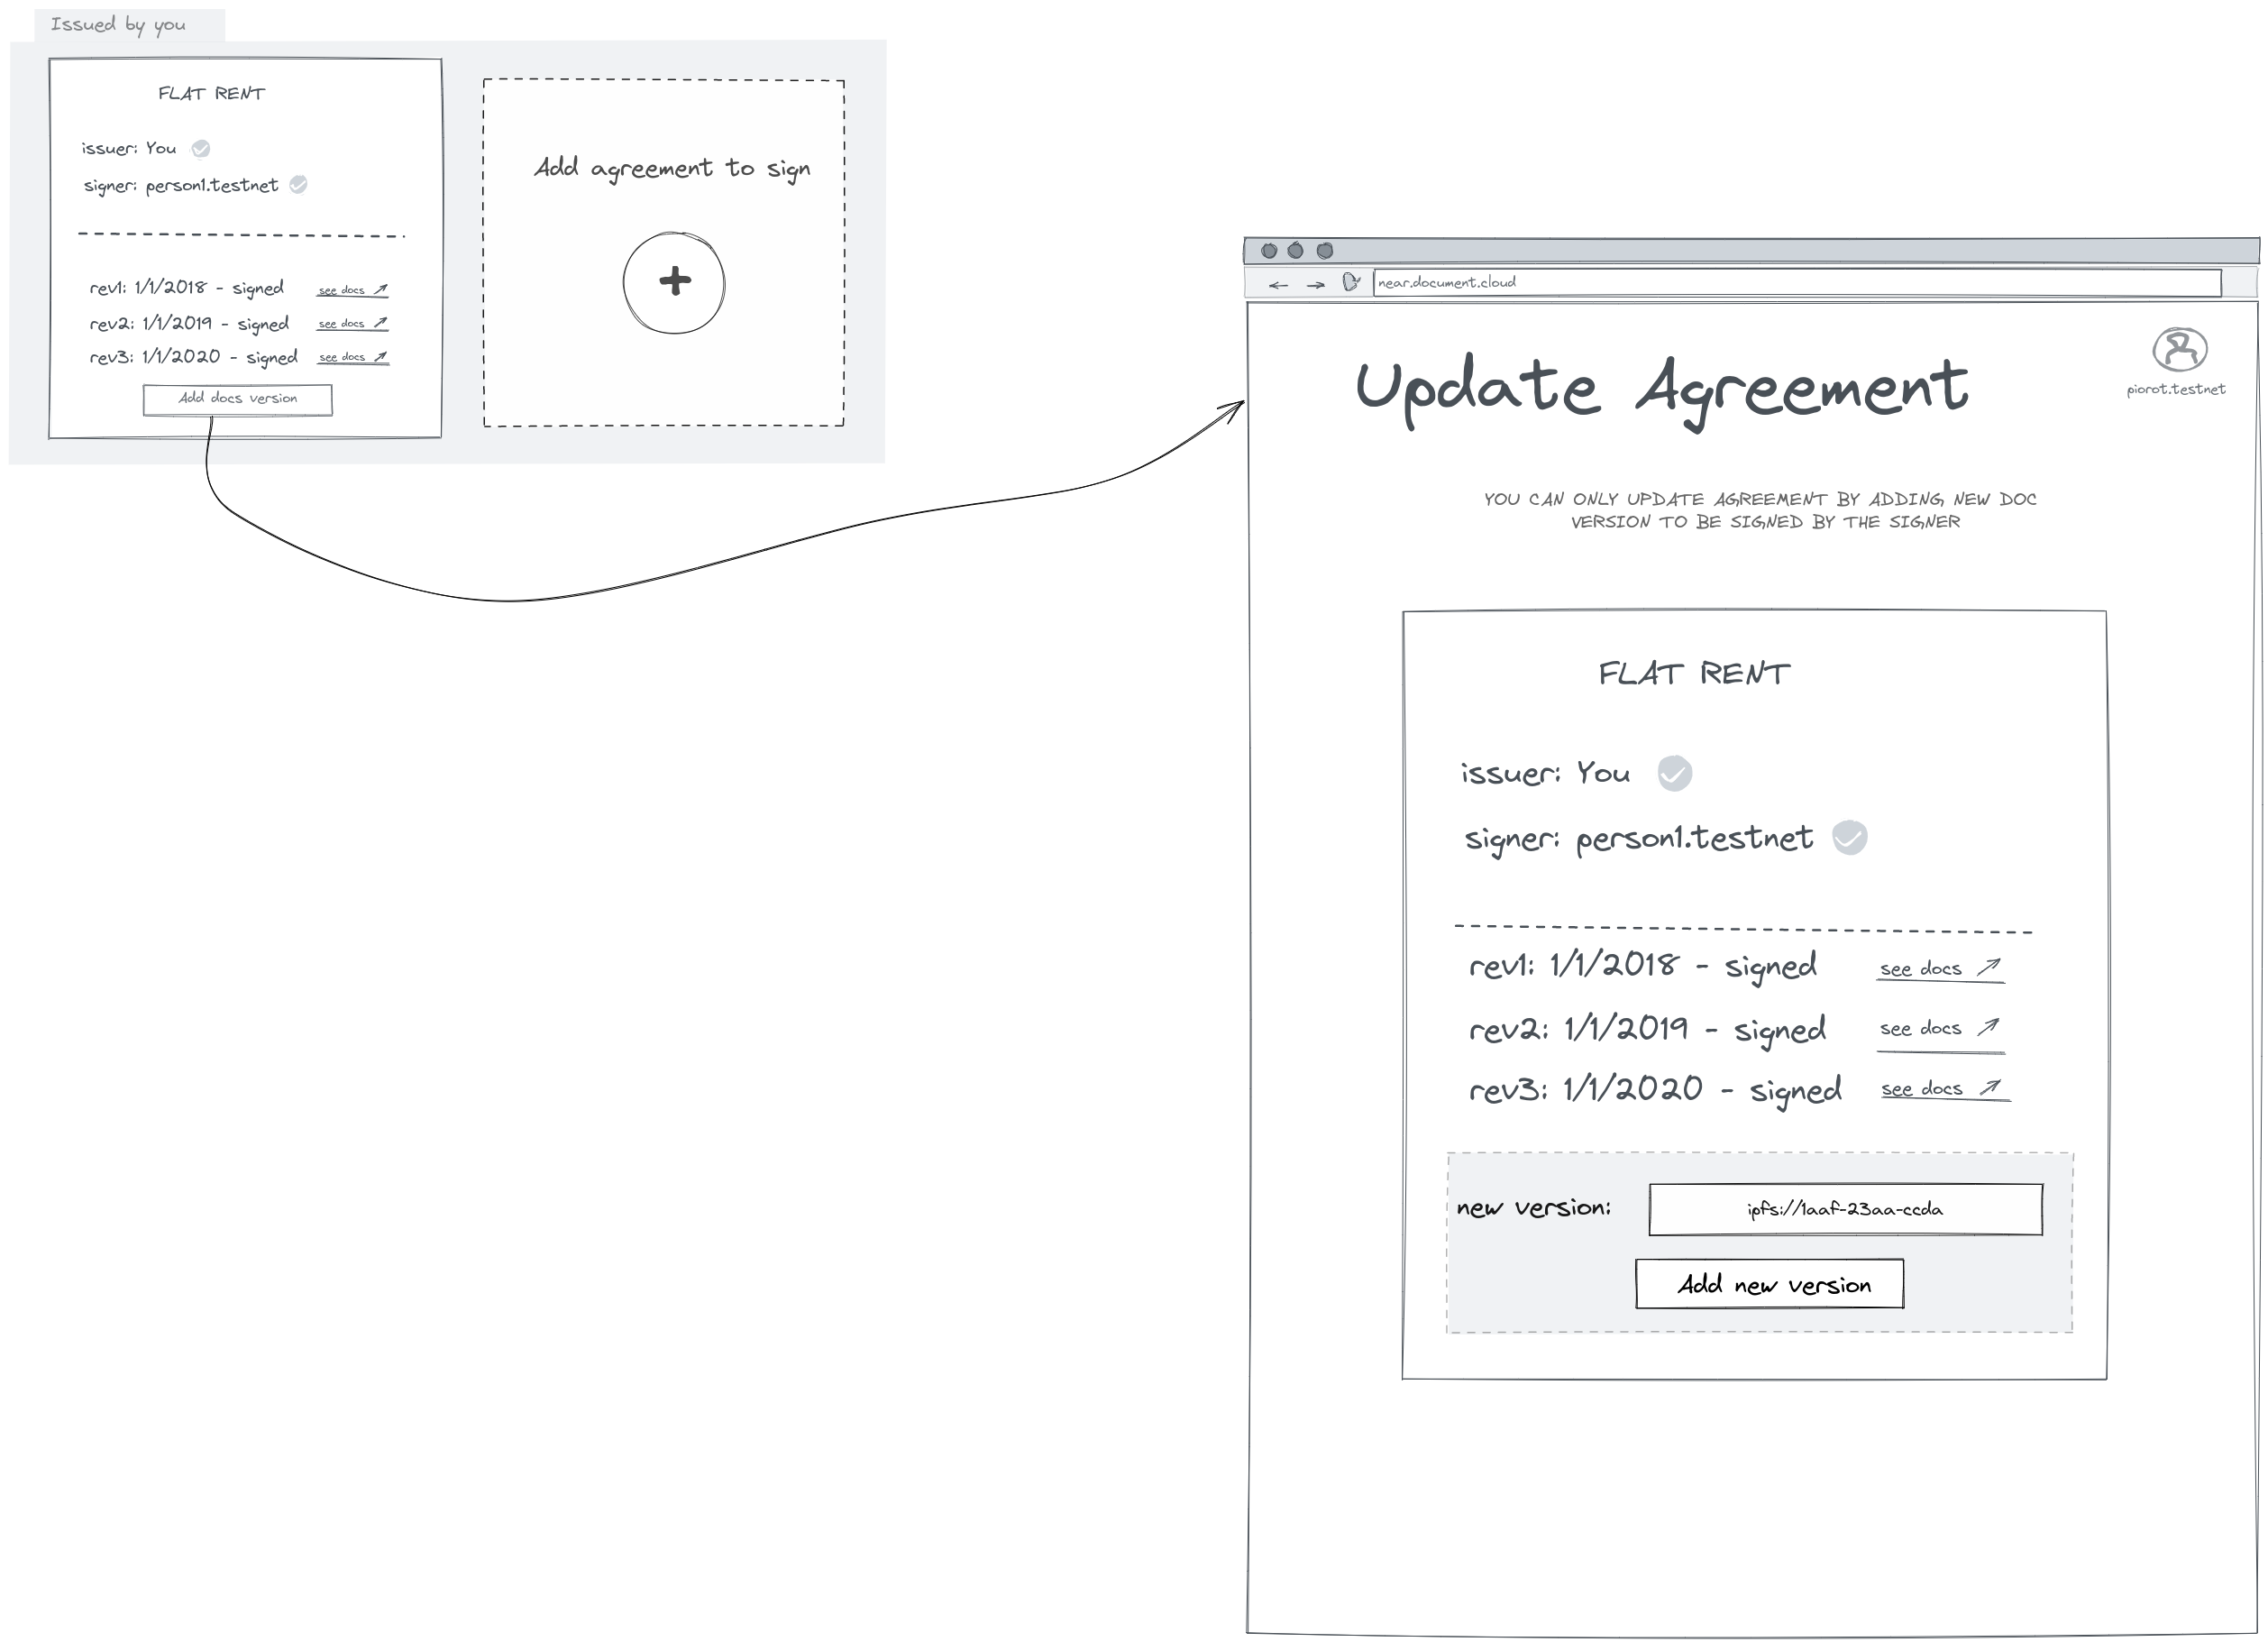 Issued by you
FLAT RENT
issuer: You
signer: person1.testnet
rev1: 1/1/2018 - signed see docs
rev2: 1/1/2019 - signed see docs
rev3: 1/1/2020 - signed see docs
Add docs version
Add agreement to sign
near.document.cloud
Update Agreement
piorot.testnet
YOU CAN ONLY UPDATE AGREEMENT BY ADDING NEW DOC
VERSION TO BE SIGNED BY THE SIGNER
FLAT RENT
issuer: You
signer: person1.testnet
rev1: 1/1/2018 - signed see docs
rev2: 1/1/2019 - signed see docs
rev3: 1/1/2020 - signed see docs
new version: ipfs://1aaf-23aa-ccda
Add new version